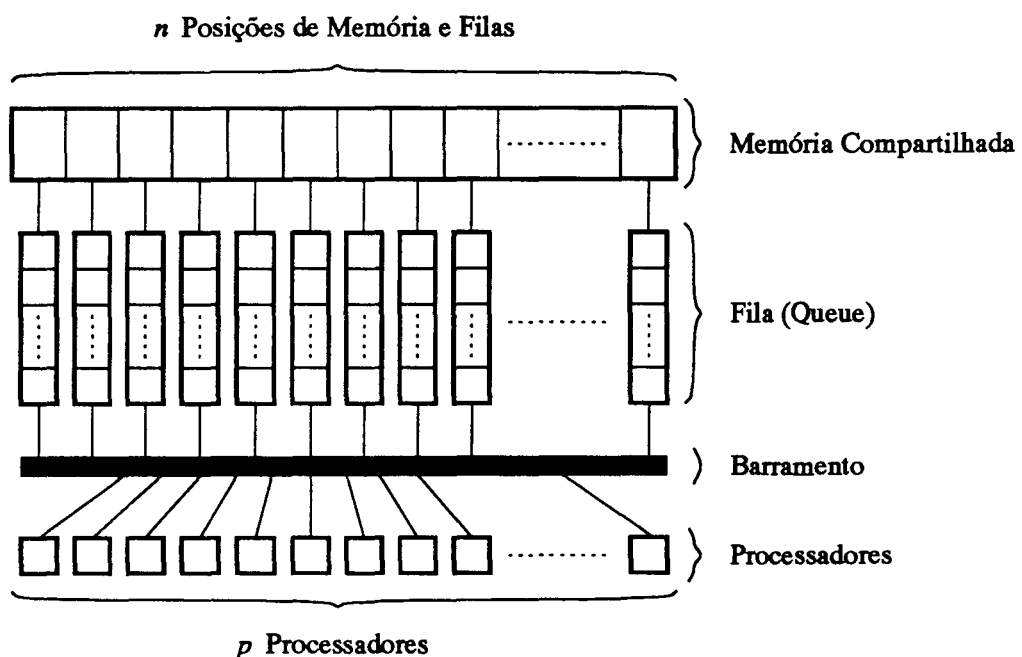 n Posições de Memória e Filas
Memória Compartilhada
Fila (Queue)
Barramento
Processadores
p Processadores